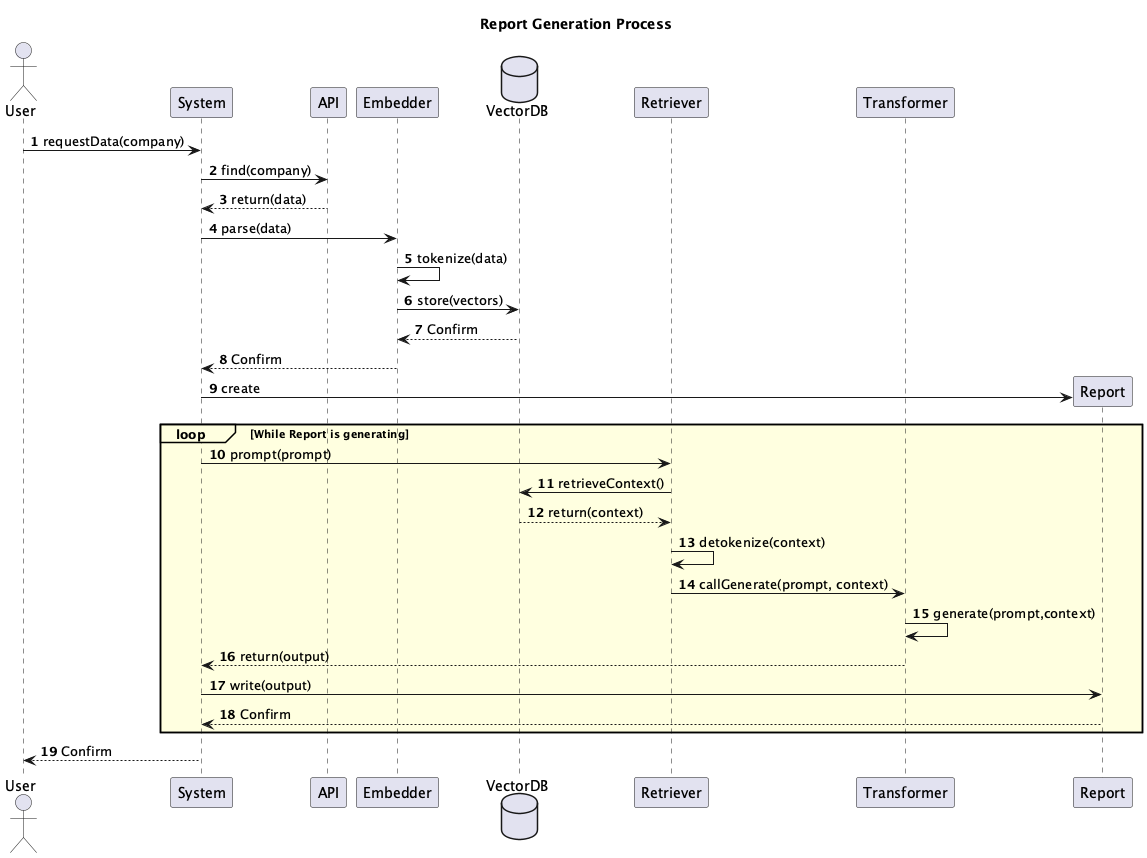 Report Generation Process
User
System
API
Embedder
VectorDB
Retriever
Transformer
1 requestData(company)
2 find(company)
3 return(data)
4 parse(data)
5 tokenize(data)
6 store(vectors)
7 Confirm
8 Confirm
9 create
Report
loop [While Report is generating]
10 prompt(prompt)
11 retrieveContext()
12 return(context)
13 detokenize(context)
14 callGenerate(prompt, context)
15 generate(prompt,context)
16 return(output)
17 write(output)
18 Confirm
19 Confirm
User
System
API
Embedder
VectorDB
Retriever
Transformer
Report